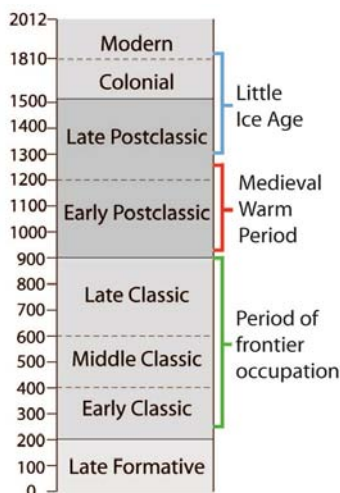 2012
Modern
1810
Colonial
1500
1400
Late Postclassic
1300
1200
1100
Early Postclassic
1000
900
800
Late Classic
700
600
500
Middle Classic
400
300
Early Classic
200
100
Late Formative
0
Little
Ice Age
Medieval
Warm
Period
Period of
frontier
occupation